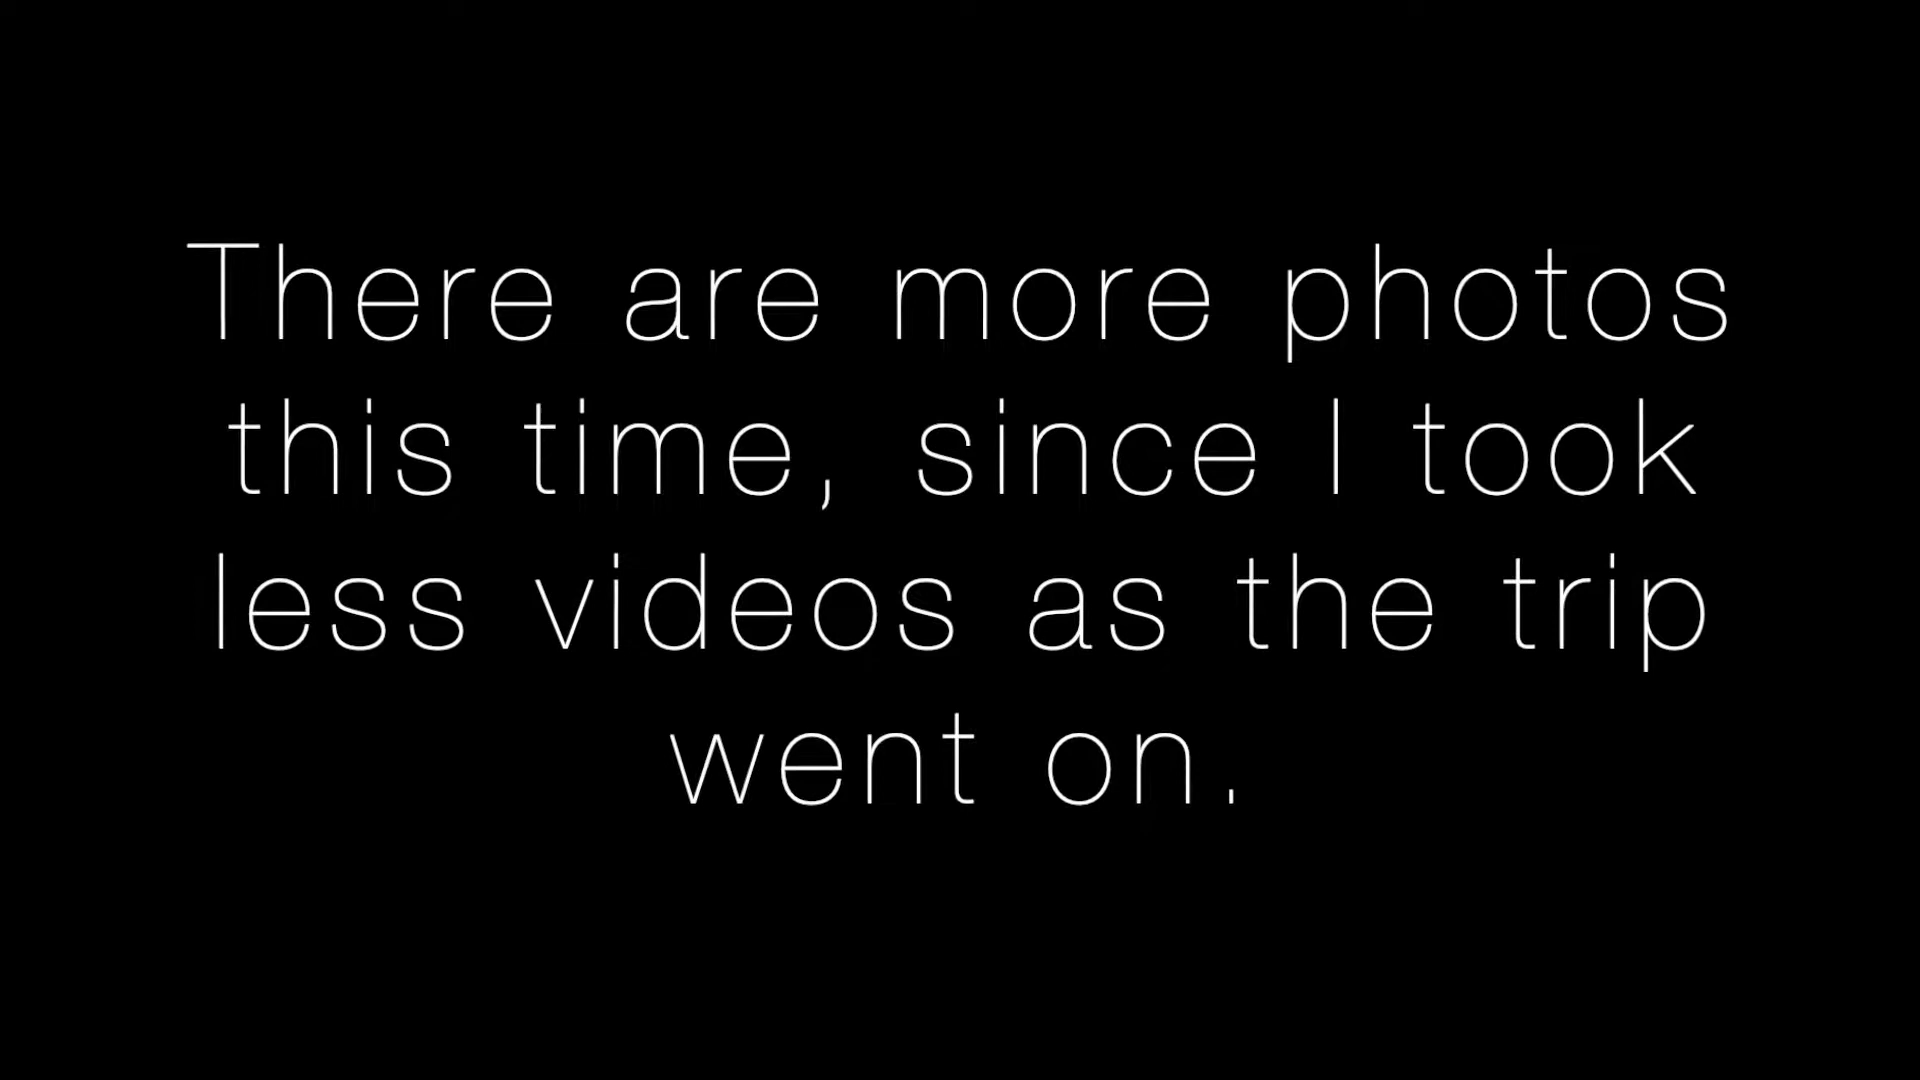 There are more photos
this time, since I took
less videos as the trip
went on.